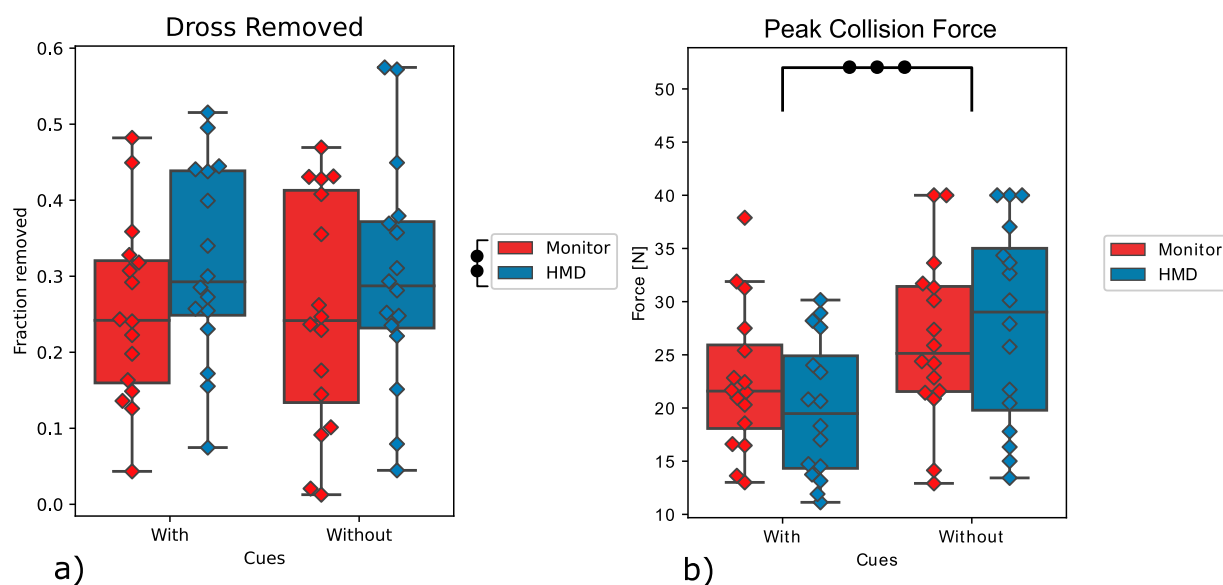 Dross Removed
0.6
0.5
0.4
0.3
0.2
0.1
0.0
Fraction removed
With
Without
Cues
a)
Monitor
HMD
Peak Collision Force
50
45
40
35
30
25
20
15
10
Force [N]
With
Without
Cues
b)
Monitor
HMD